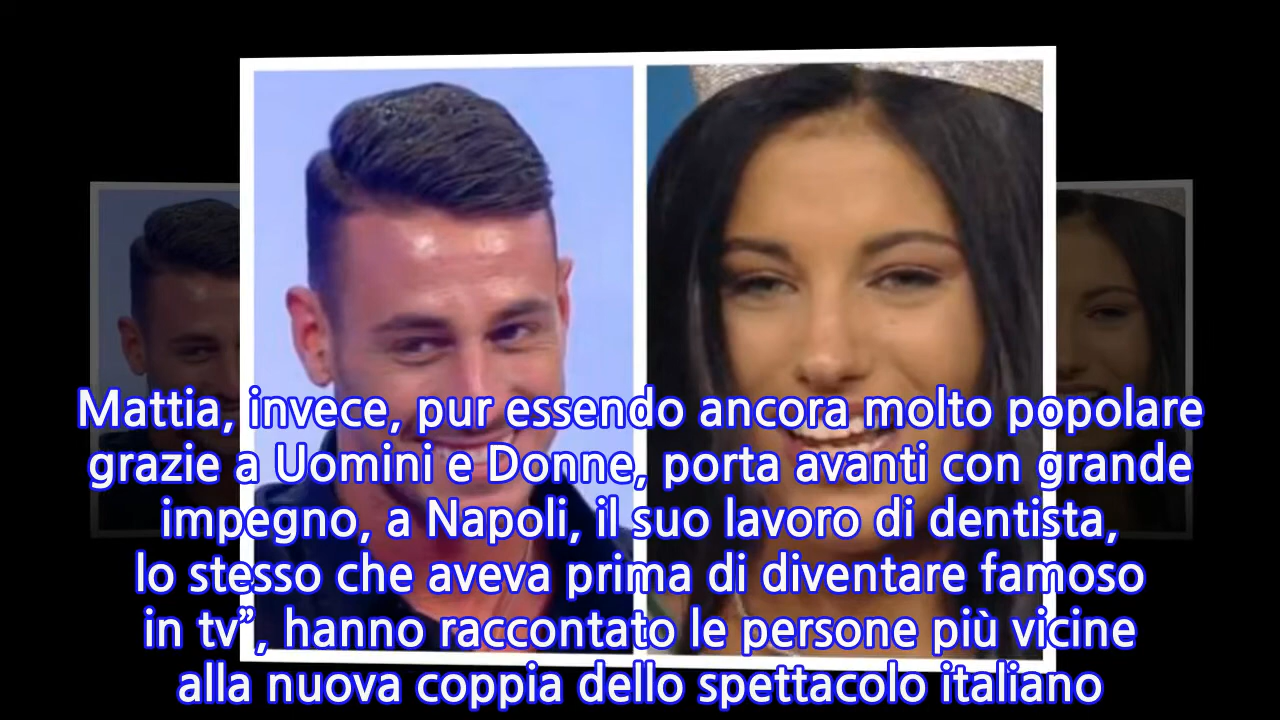 Mattia, invece, pur essendo ancora molto popolare
grazie a Uomini e Donne, porta avanti con grande
impegno, a Napoli, il suo lavoro di dentista,
lo stesso che aveva prima di diventare famoso
in tv”, hanno raccontato le persone più vicine
alla nuova coppia dello spettacolo italiano